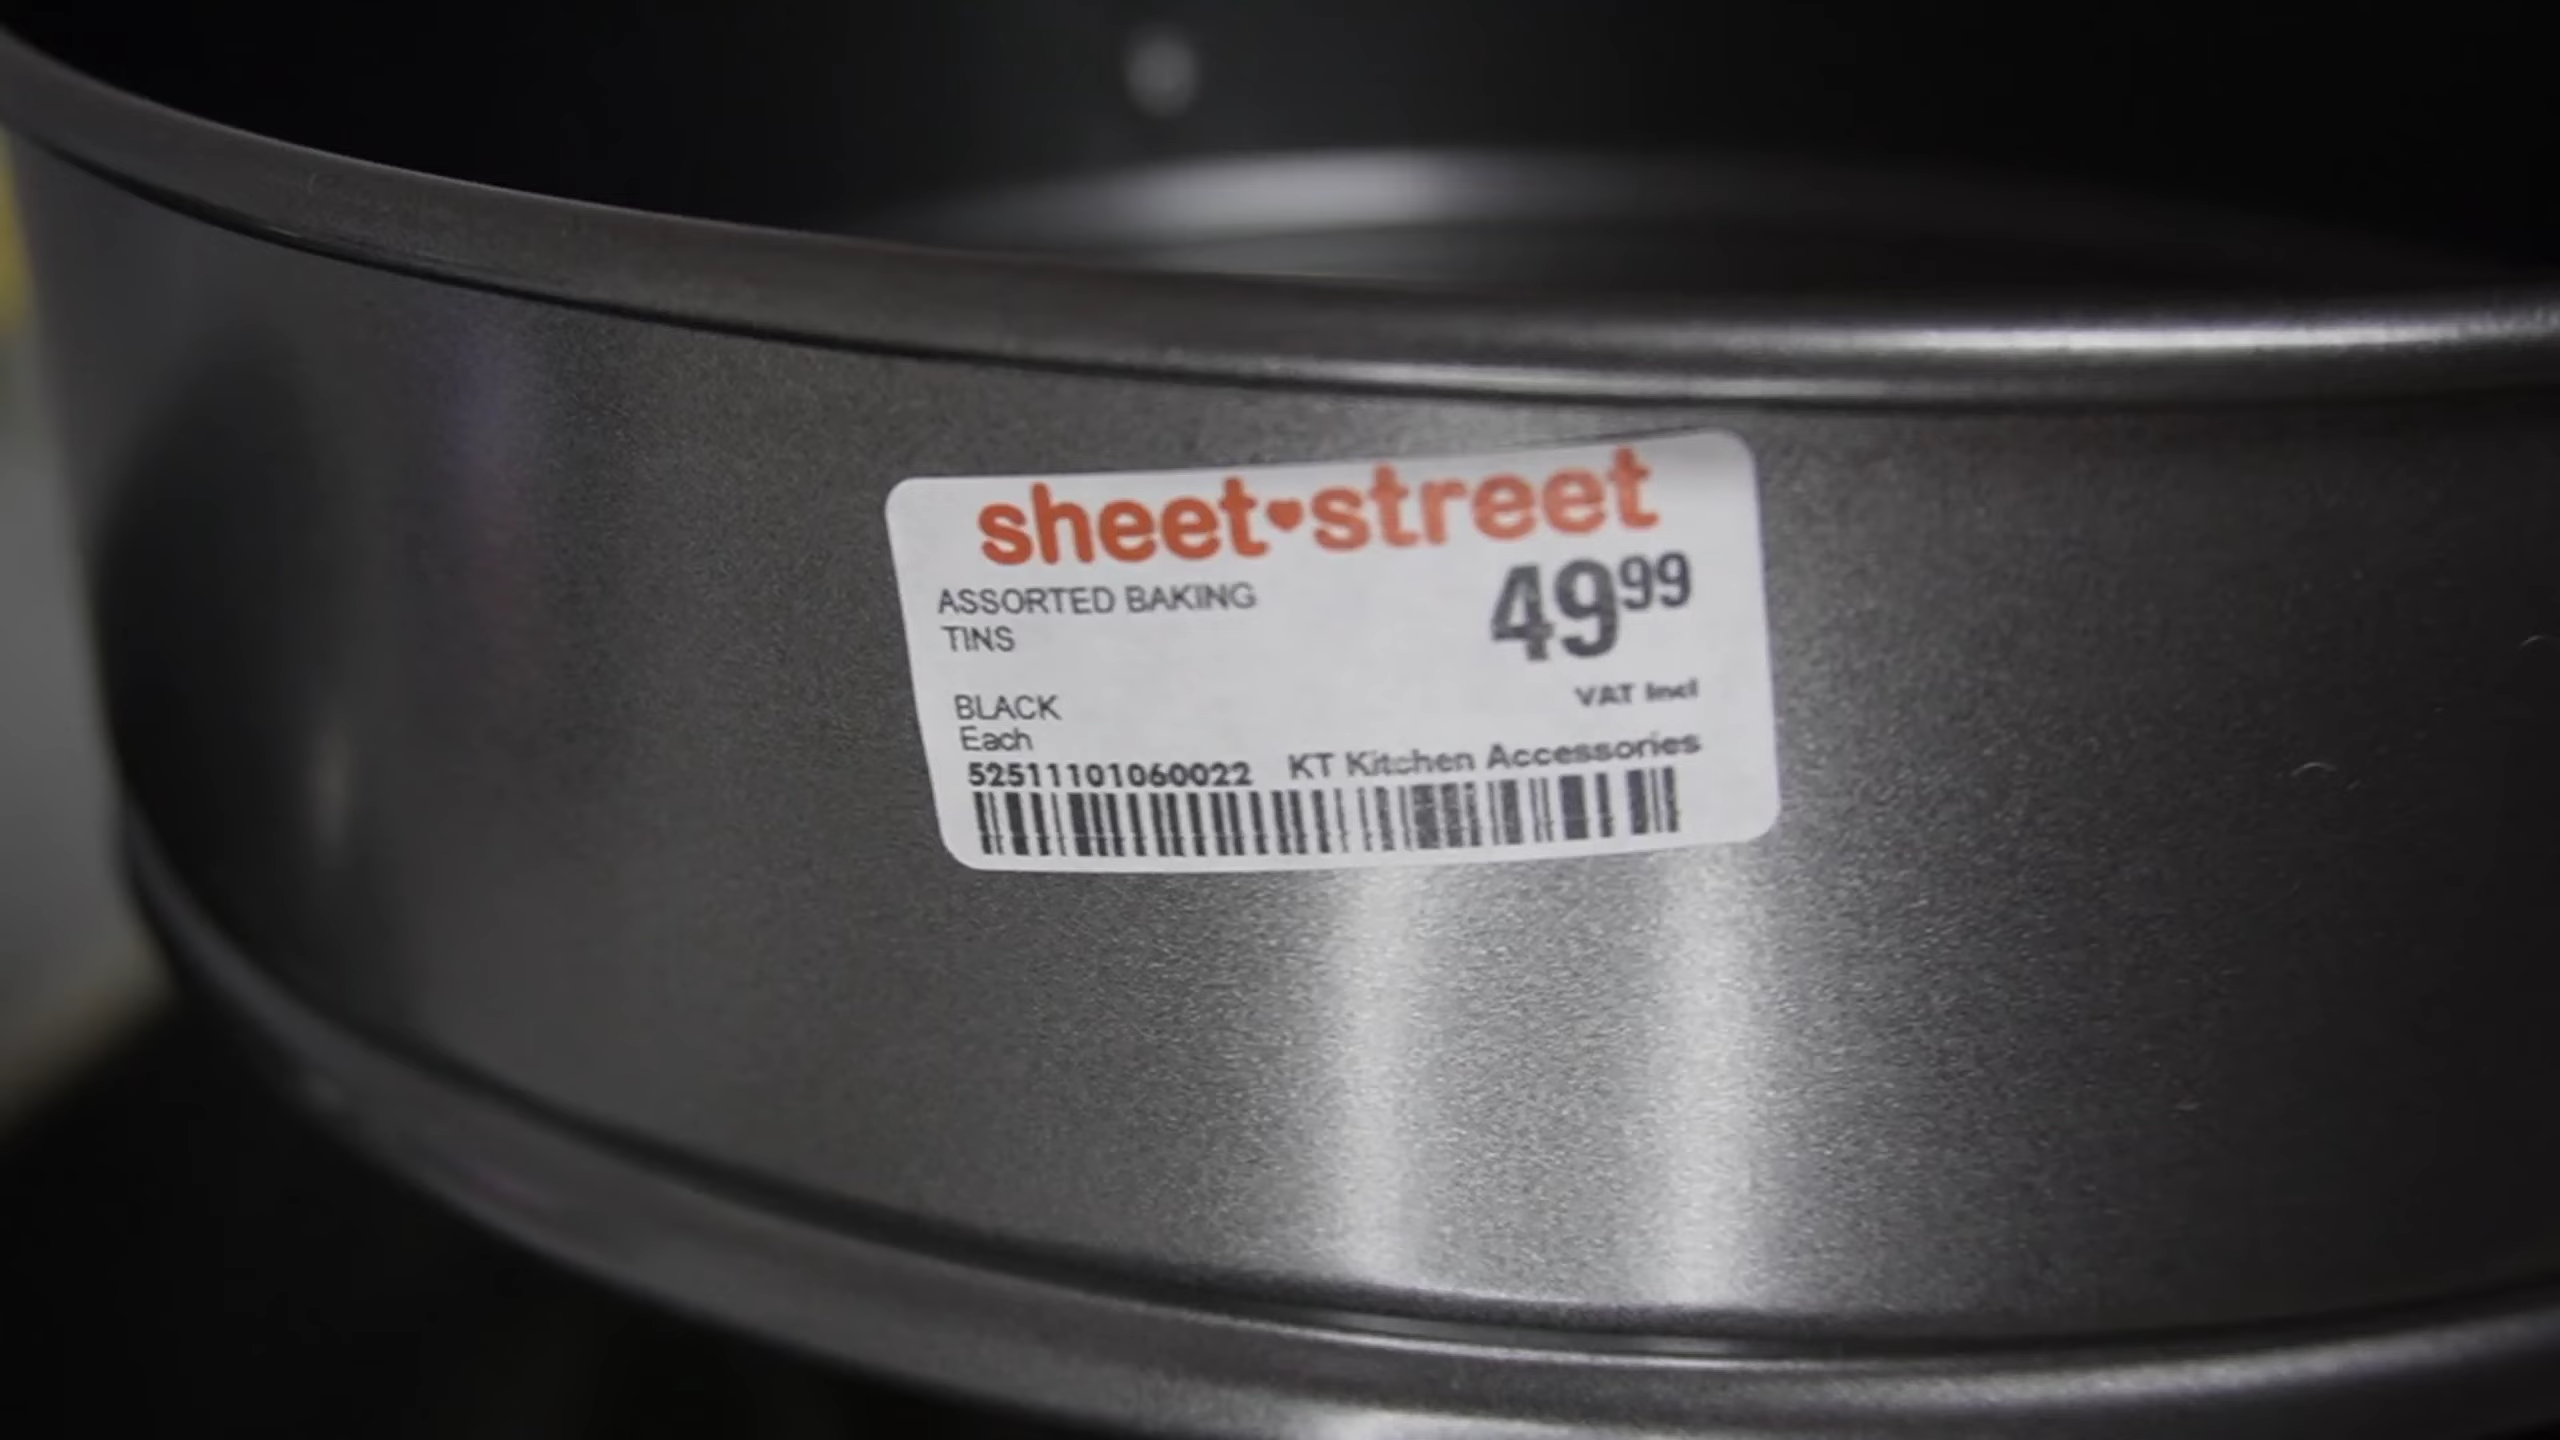 sheet♥street
ASSORTED BAKING
TINS
49⁹⁹
VAT Incl
BLACK
Each
52511101060022 KT Kitchen Accessories